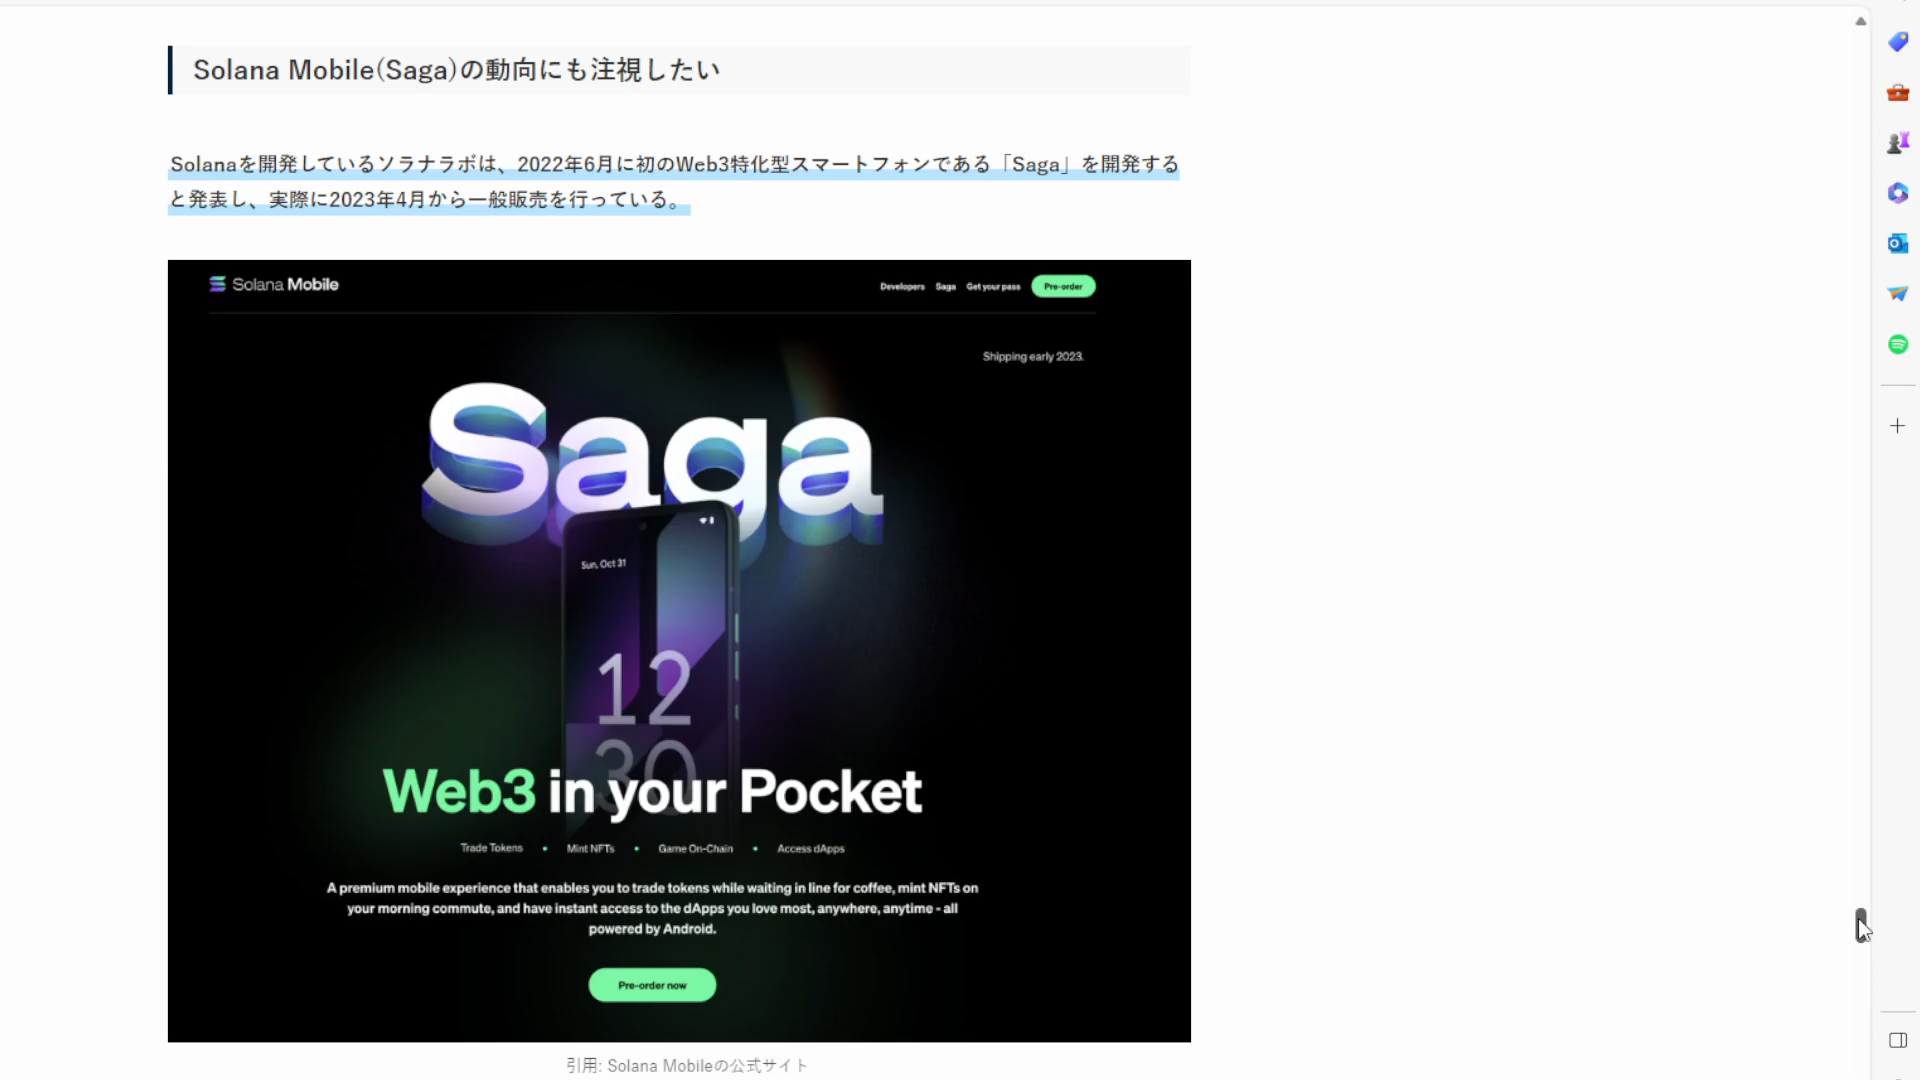 Solana Mobile(Saga)の動向にも注視したい
Solanaを開発しているソラナラボは、2022年6月に初のWeb3特化型スマートフォンである「Saga」を開発する
と発表し、実際に2023年4月から一般販売を行っている。
Solana Mobile
Developers Saga Get your pass Pre-order
Shipping early 2023.
Saga
Sun, Oct 31
12
30
Web3 in your Pocket
Trade Tokens • Mint NFTs • Game On-Chain • Access dApps
A premium mobile experience that enables you to trade tokens while waiting in line for coffee, mint NFTs on
your morning commute, and have instant access to the dApps you love most, anywhere, anytime - all
powered by Android.
Pre-order now
引用: Solana Mobileの公式サイト